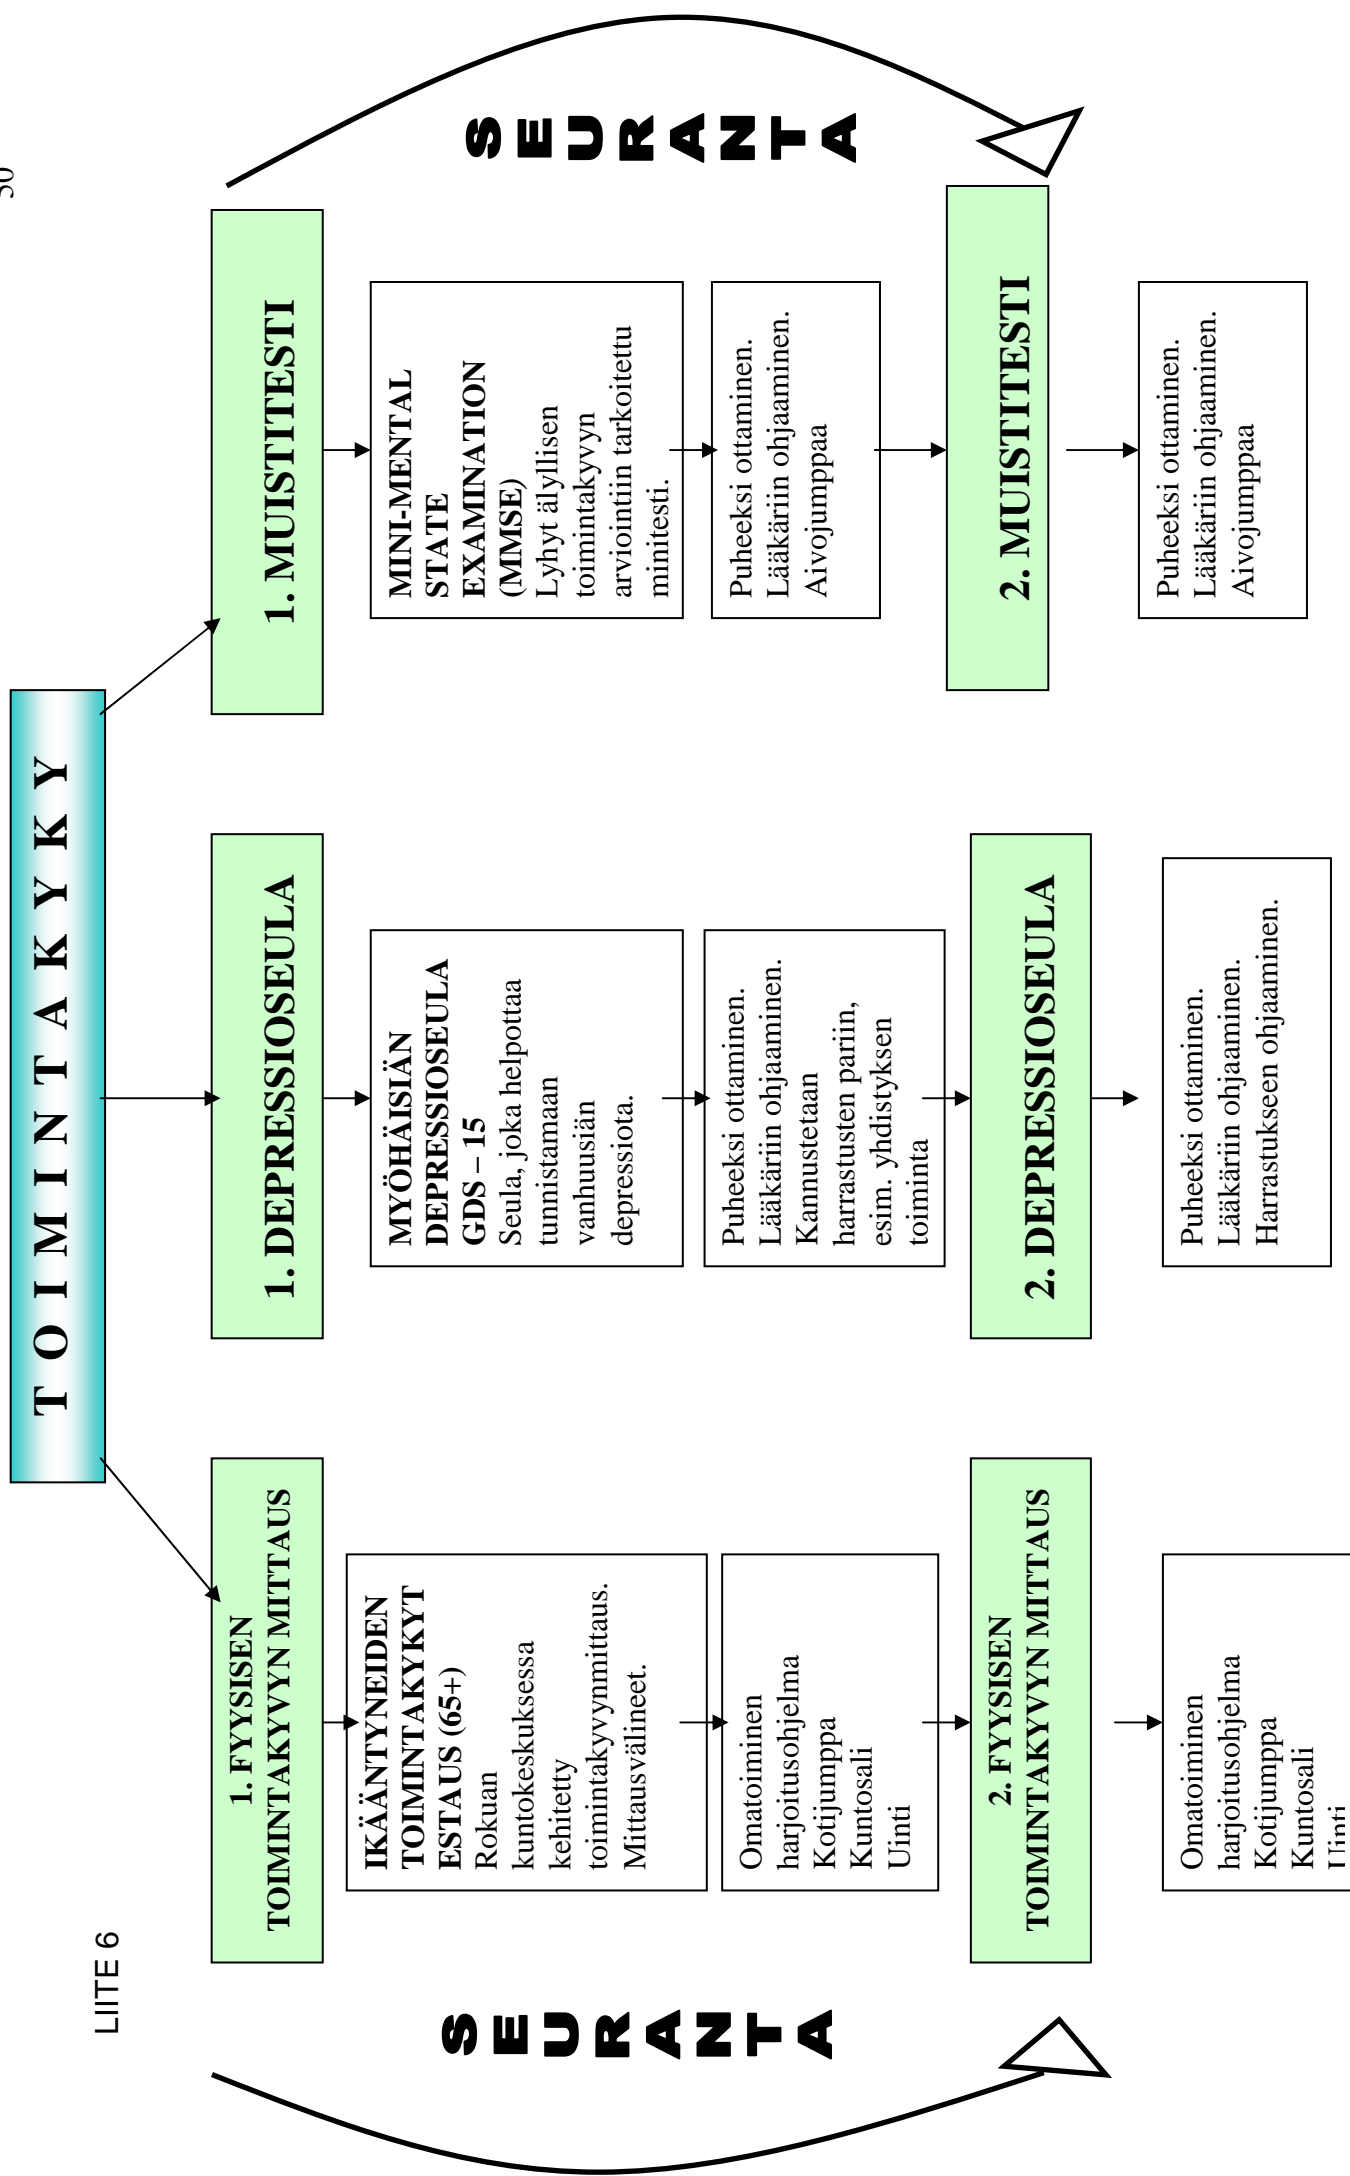 LIITE 6
TOIMINTAKYKY
1. FYYSISEN
TOIMINTAKYVYN MITTAUS
IKÄÄNTYNEIDEN
TOIMINTAKYKYT
ESTAUS (65+)
Rokuan
kuntokeskuksessa
kehitetty
toimintakyvynmittaus.
Mittausvälineet.
Omatoiminen
harjoitusohjelma
Kotijumppa
Kuntosali
Uinti
2. FYYSISEN
TOIMINTAKYVYN MITTAUS
Omatoiminen
harjoitusohjelma
Kotijumppa
Kuntosali
Uinti
1. DEPRESSIOSEULA
MYÖHÄISIÄN
DEPRESSIOSEULA
GDS – 15
Seula, joka helpottaa
tunnistamaan
vanhuusiän
depressiota.
Puheeksi ottaminen.
Lääkäriin ohjaaminen.
Kannustetaan
harrastusten pariin,
esim. yhdistyksen
toiminta
2. DEPRESSIOSEULA
Puheeksi ottaminen.
Lääkäriin ohjaaminen.
Harrastukseen ohjaaminen.
1. MUISTITESTI
MINI-MENTAL
STATE
EXAMINATION
(MMSE)
Lyhyt älyllisen
toimintakyvyn
arviointiin tarkoitettu
minitesti.
Puheeksi ottaminen.
Lääkäriin ohjaaminen.
Aivojumppaa
2. MUISTITESTI
Puheeksi ottaminen.
Lääkäriin ohjaaminen.
Aivojumppaa
SEURANTA
SEURANTA